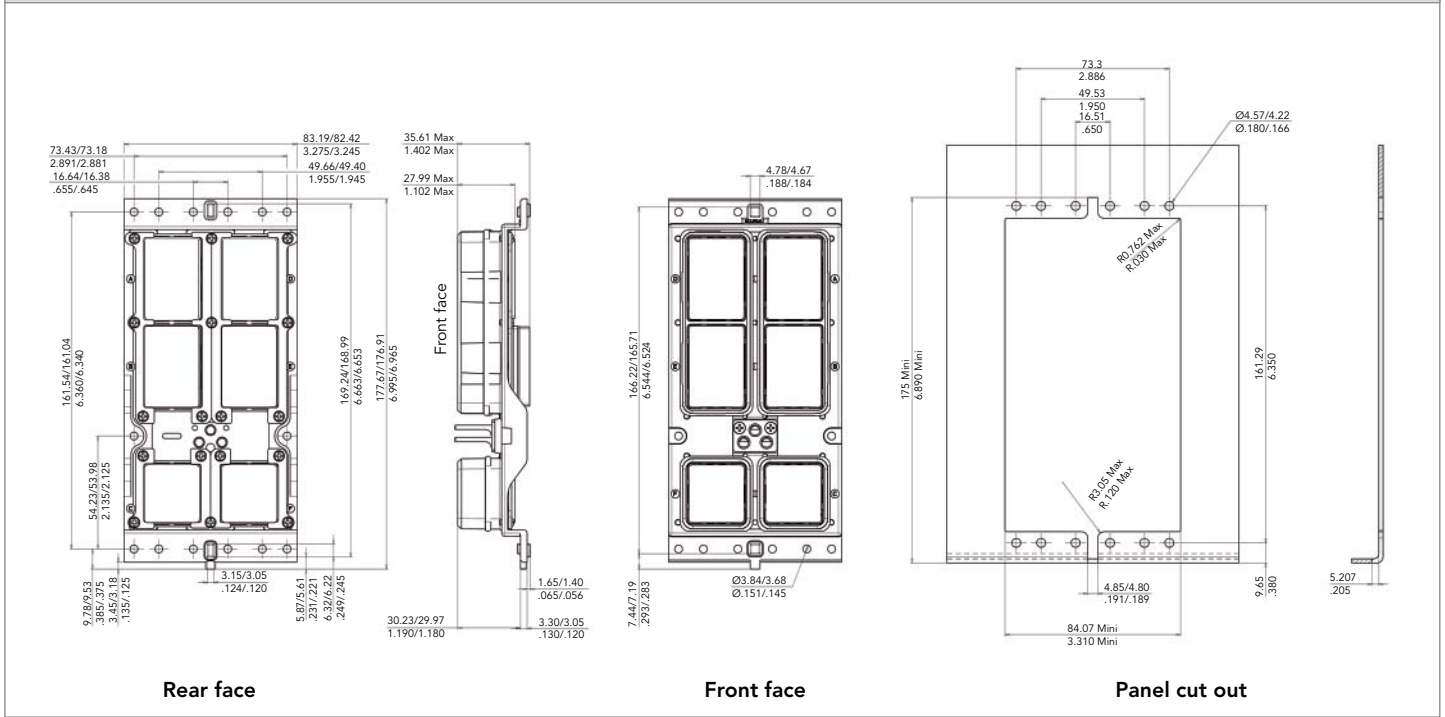 83.19/82.42
3.275/3.245
73.43/73.18
2.891/2.881
49.66/49.40
1.955/1.945
16.64/16.38
.655/.645
161.54/161.04
6.360/6.340
54.23/53.98
2.135/2.125
169.24/168.99
6.663/6.653
177.67/176.91
6.995/6.965
A
D
B
E
C
F
9.78/9.53
.385/.375
3.45/3.18
.135/.125
3.15/3.05
.124/.120
5.87/5.61
.231/.221
6.32/6.22
.249/.245
Rear face
35.61 Max
1.402 Max
27.99 Max
1.102 Max
Front face
1.65/1.40
.065/.056
30.23/29.97
1.190/1.180
3.30/3.05
.130/.120
4.78/4.67
.188/.184
166.22/165.71
6.544/6.524
D
A
E
B
F
7.44/7.19
.293/.283
Ø3.84/3.68
Ø.151/.145
Front face
73.3
2.886
49.53
1.950
16.51
.650
Ø4.57/4.22
Ø.180/.166
R0.762 Max
R.030 Max
175 Mini
6.890 Mini
161.29
6.350
R3.05 Max
R.120 Max
4.85/4.80
.191/.189
9.65
.380
84.07 Mini
3.310 Mini
5.207
.205
Panel cut out